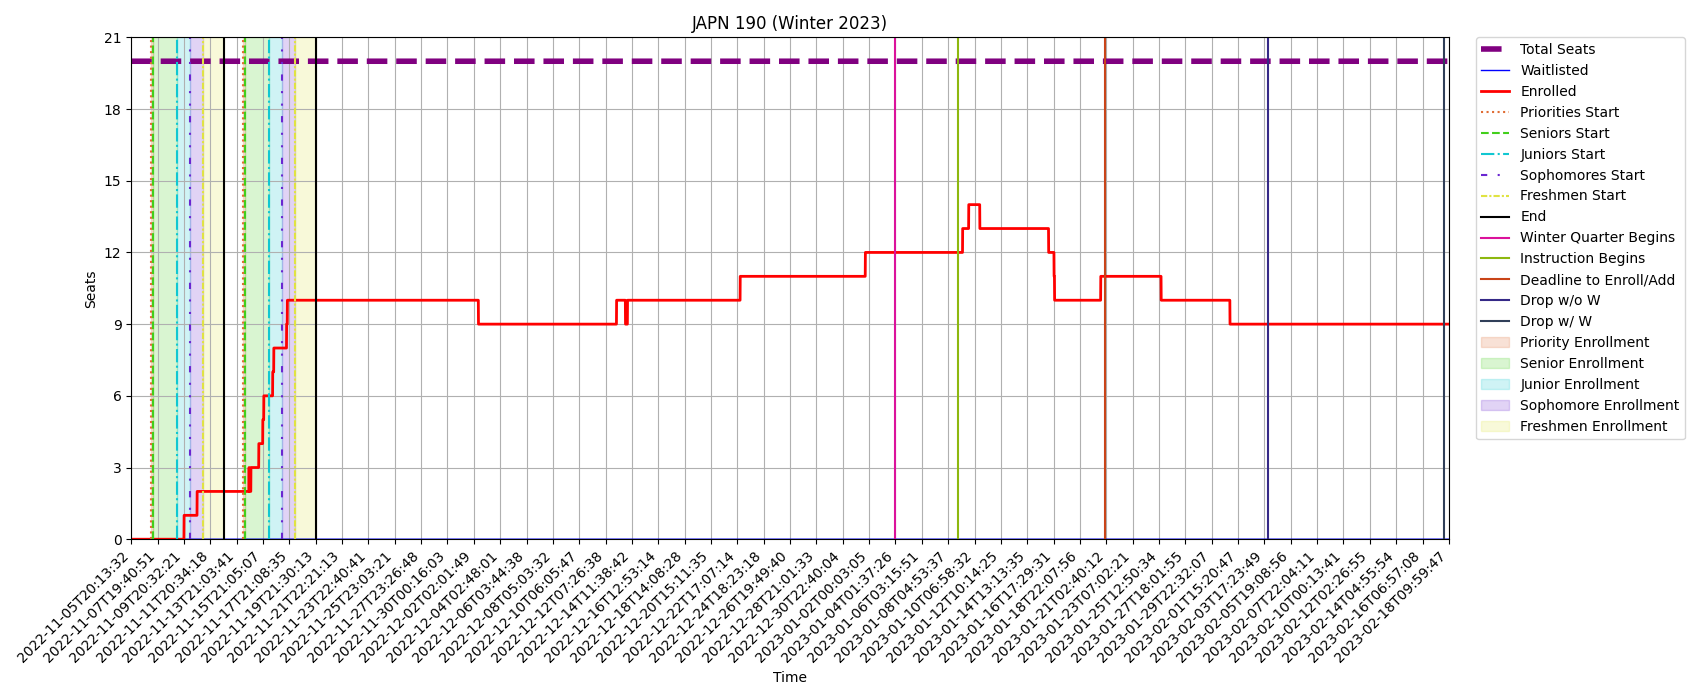 JAPN 190 (Winter 2023)
21
18
15
12
9
6
3
0
Seats
2022-11-05T20:13:32
2022-11-07T19:40:51
2022-11-09T20:32:21
2022-11-11T20:34:18
2022-11-13T21:03:41
2022-11-15T21:05:07
2022-11-17T21:08:35
2022-11-19T21:30:13
2022-11-21T22:21:13
2022-11-23T22:40:41
2022-11-25T23:03:21
2022-11-27T23:26:48
2022-11-30T00:16:03
2022-12-02T02:01:49
2022-12-04T02:48:01
2022-12-06T03:44:38
2022-12-08T05:03:32
2022-12-10T06:05:47
2022-12-12T07:26:38
2022-12-14T11:38:42
2022-12-16T12:53:14
2022-12-18T14:08:28
2022-12-20T15:11:35
2022-12-22T17:07:14
2022-12-24T18:23:18
2022-12-26T19:49:40
2022-12-28T21:01:33
2022-12-30T22:40:04
2023-01-02T00:03:05
2023-01-04T01:37:26
2023-01-06T03:15:51
2023-01-08T04:53:37
2023-01-10T06:58:32
2023-01-12T10:14:25
2023-01-14T13:13:35
2023-01-16T17:29:31
2023-01-18T22:07:56
2023-01-21T02:40:12
2023-01-23T07:02:21
2023-01-25T12:50:34
2023-01-27T18:01:55
2023-01-29T22:32:07
2023-02-01T15:20:47
2023-02-03T17:23:49
2023-02-05T19:08:56
2023-02-07T22:04:11
2023-02-10T00:13:41
2023-02-12T02:26:55
2023-02-14T04:55:54
2023-02-16T06:57:08
2023-02-18T09:59:47
Time
Total Seats
Waitlisted
Enrolled
Priorities Start
Seniors Start
Juniors Start
Sophomores Start
Freshmen Start
End
Winter Quarter Begins
Instruction Begins
Deadline to Enroll/Add
Drop w/o W
Drop w/ W
Priority Enrollment
Senior Enrollment
Junior Enrollment
Sophomore Enrollment
Freshmen Enrollment